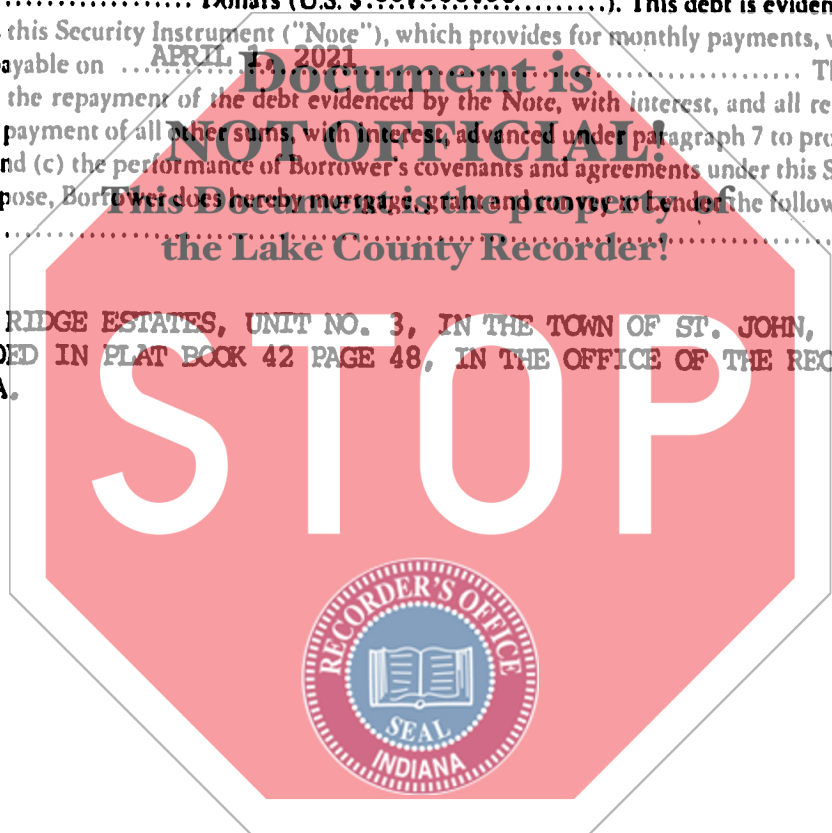 Dollars (U.S. $ ). This debt is eviden
this Security Instrument ("Note"), which provides for monthly payments,
ayable on APRIL 1, 2021
the repayment of the debt evidenced by the Note, with interest, and all re
payment of all other sums, with interest, advanced under paragraph 7 to pro
nd (c) the performance of Borrower's covenants and agreements under this S
pose, Borrower does hereby mortgage, grant and convey to Lender the follow
Document is
NOT OFFICIAL!
This Document is the property of
the Lake County Recorder!
RIDGE ESTATES, UNIT NO. 3, IN THE TOWN OF ST. JOHN,
DED IN PLAT BOOK 42 PAGE 48, IN THE OFFICE OF THE REC
A.
STOP
RECORDER'S OFFICE
SEAL
INDIANA